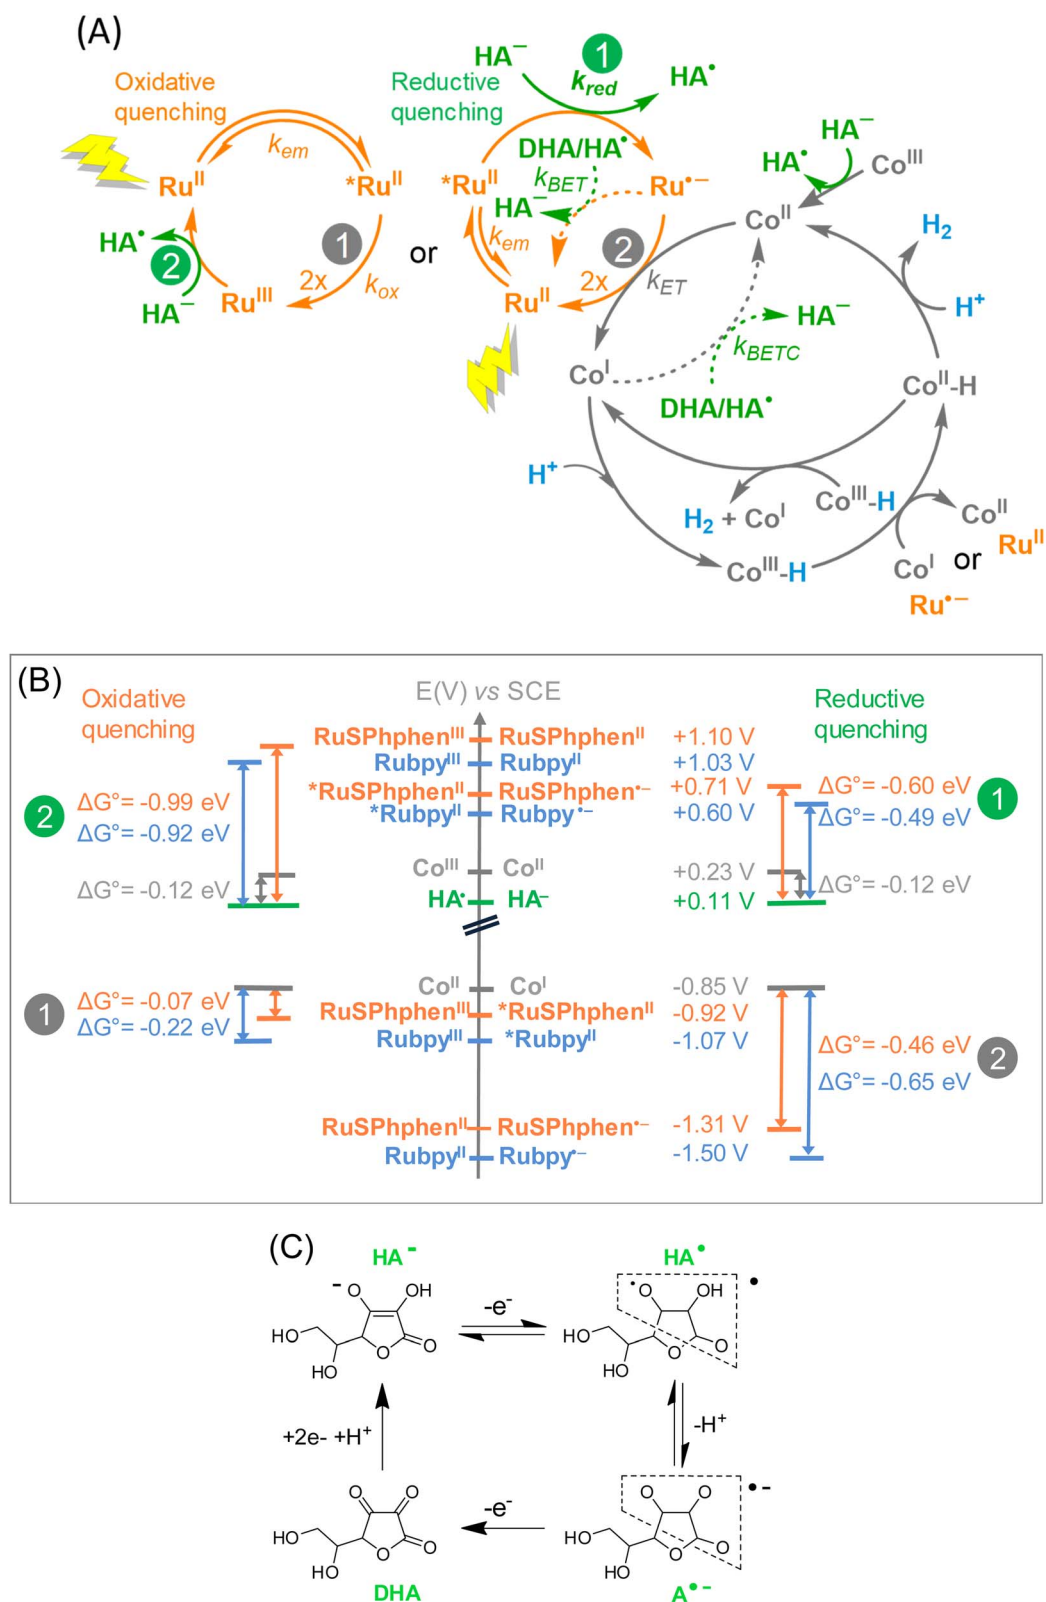 (A)
Oxidative
quenching
Ru^II
k_em
*Ru^II
HA•
2
1
HA–
Ru^III
2x
k_ox
or
Reductive
quenching
HA–
1
k_red
HA•
*Ru^II
DHA/HA•
k_BET
HA–
Ru•–
k_em
2
2x
k_ET
Ru^II
HA–
HA•
Co^III
Co^II
H2
H+
HA–
k_BETC
Co^I
DHA/HA•
Co^II-H
H+
Co^III-H
H2 + Co^I
Co^II
Ru^II
Co^III-H
Co^I
or
Ru•–
(B)
Oxidative
quenching
E(V) vs SCE
Reductive
quenching
RuSPhphen^III RuSPhphen^II +1.10 V
Rubpy^III Rubpy^II +1.03 V
*RuSPhphen^II RuSPhphen•– +0.71 V
*Rubpy^II Rubpy•– +0.60 V
Co^III Co^II +0.23 V
HA• HA– +0.11 V
2
ΔG°= -0.99 eV
ΔG°= -0.92 eV
ΔG°= -0.12 eV
ΔG°= -0.60 eV
1
ΔG°= -0.49 eV
ΔG°= -0.12 eV
Co^II Co^I -0.85 V
RuSPhphen^III *RuSPhphen^II -0.92 V
Rubpy^III *Rubpy^II -1.07 V
RuSPhphen^II RuSPhphen•– -1.31 V
Rubpy^II Rubpy•– -1.50 V
1
ΔG°= -0.07 eV
ΔG°= -0.22 eV
ΔG°= -0.46 eV
2
ΔG°= -0.65 eV
(C)
HA-
HA•
-
O
OH
HO
O
O
HO
-e-
•
O
OH
•
HO
O
O
HO
+2e- +H+
-H+
O
O
HO
O
O
HO
DHA
-e-
O
O
•-
HO
O
O
HO
A•-